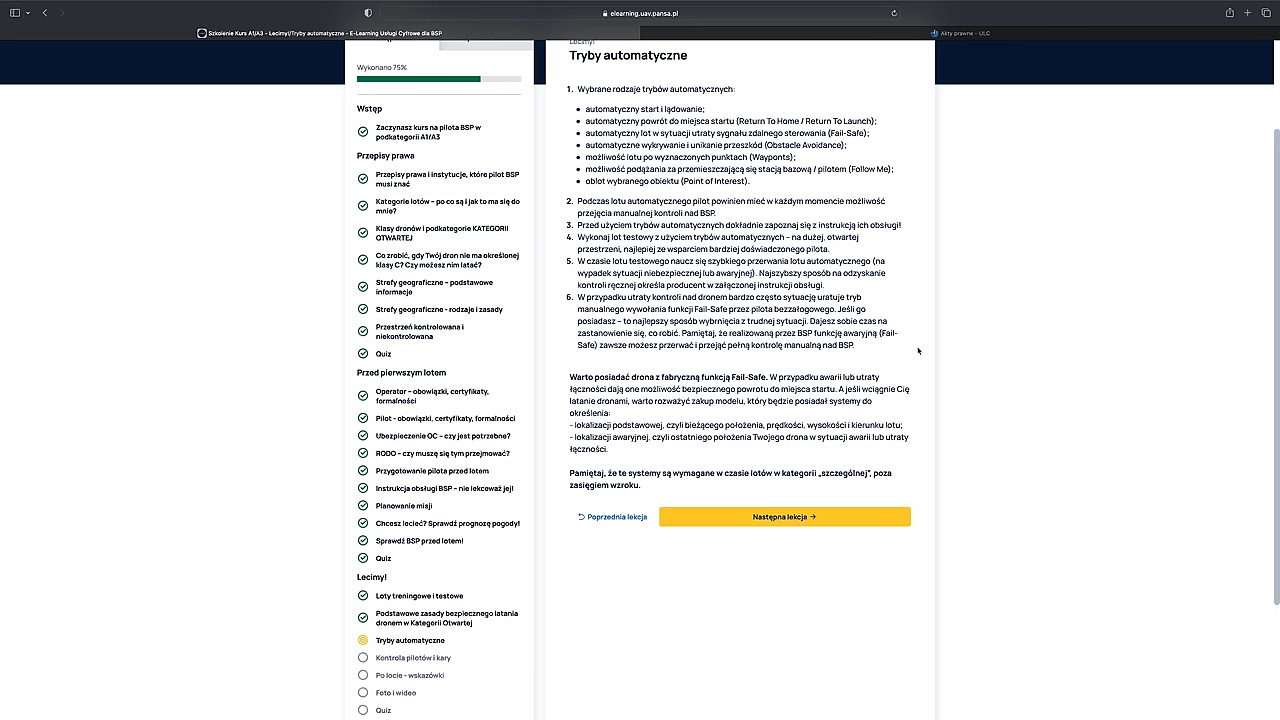 elearning.uav.pansa.pl
Szkolenie Kurs A1/A3 – Lecimy!/Tryby automatyczne – E-Learning Usługi Cyfrowe dla BSP
Akty prawne – ULC
Wykonano 75%
Wstęp
Zaczynasz kurs na pilota BSP w
podkategorii A1/A3
Przepisy prawa
Przepisy prawa i instytucje, które pilot BSP
musi znać
Kategorie lotów – po co są i jak to ma się do
mnie?
Klasy dronów i podkategorie KATEGORII
OTWARTEJ
Co zrobić, gdy Twój dron nie ma określonej
klasy C? Czy możesz nim latać?
Strefy geograficzne – podstawowe
informacje
Strefy geograficzne - rodzaje i zasady
Przestrzeń kontrolowana i
niekontrolowana
Quiz
Przed pierwszym lotem
Operator – obowiązki, certyfikaty,
formalności
Pilot - obowiązki, certyfikaty, formalności
Ubezpieczenie OC – czy jest potrzebne?
RODO – czy muszę się tym przejmować?
Przygotowanie pilota przed lotem
Instrukcja obsługi BSP – nie lekceważ jej!
Planowanie misji
Chcesz lecieć? Sprawdź prognozę pogody!
Sprawdź BSP przed lotem!
Quiz
Lecimy!
Loty treningowe i testowe
Podstawowe zasady bezpiecznego latania
dronem w Kategorii Otwartej
Tryby automatyczne
Kontrola pilotów i kary
Po locie - wskazówki
Foto i wideo
Quiz
Lecimy!
Tryby automatyczne
1. Wybrane rodzaje trybów automatycznych:
• automatyczny start i lądowanie;
• automatyczny powrót do miejsca startu (Return To Home / Return To Launch);
• automatyczny lot w sytuacji utraty sygnału zdalnego sterowania (Fail-Safe);
• automatyczne wykrywanie i unikanie przeszkód (Obstacle Avoidance);
• możliwość lotu po wyznaczonych punktach (Wayponts);
• możliwość podążania za przemieszczającą się stacją bazową / pilotem (Follow Me);
• oblot wybranego obiektu (Point of Interest).
2. Podczas lotu automatycznego pilot powinien mieć w każdym momencie możliwość
przejęcia manualnej kontroli nad BSP.
3. Przed użyciem trybów automatycznych dokładnie zapoznaj się z instrukcją ich obsługi!
4. Wykonaj lot testowy z użyciem trybów automatycznych – na dużej, otwartej
przestrzeni, najlepiej ze wsparciem bardziej doświadczonego pilota.
5. W czasie lotu testowego naucz się szybkiego przerwania lotu automatycznego (na
wypadek sytuacji niebezpiecznej lub awaryjnej). Najszybszy sposób na odzyskanie
kontroli ręcznej określa producent w załączonej instrukcji obsługi.
6. W przypadku utraty kontroli nad dronem bardzo często sytuację uratuje tryb
manualnego wywołania funkcji Fail-Safe przez pilota bezzałogowego. Jeśli go
posiadasz – to najlepszy sposób wybrnięcia z trudnej sytuacji. Dajesz sobie czas na
zastanowienie się, co robić. Pamiętaj, że realizowaną przez BSP funkcję awaryjną (Fail-
Safe) zawsze możesz przerwać i przejąć pełną kontrolę manualną nad BSP.
Warto posiadać drona z fabryczną funkcją Fail-Safe. W przypadku awarii lub utraty
łączności dają one możliwość bezpiecznego powrotu do miejsca startu. A jeśli wciągnie Cię
latanie dronami, warto rozważyć zakup modelu, który będzie posiadał systemy do
określenia:
- lokalizacji podstawowej, czyli bieżącego położenia, prędkości, wysokości i kierunku lotu;
- lokalizacji awaryjnej, czyli ostatniego położenia Twojego drona w sytuacji awarii lub utraty
łączności.
Pamiętaj, że te systemy są wymagane w czasie lotów w kategorii „szczególnej”, poza
zasięgiem wzroku.
Poprzednia lekcja
Następna lekcja →